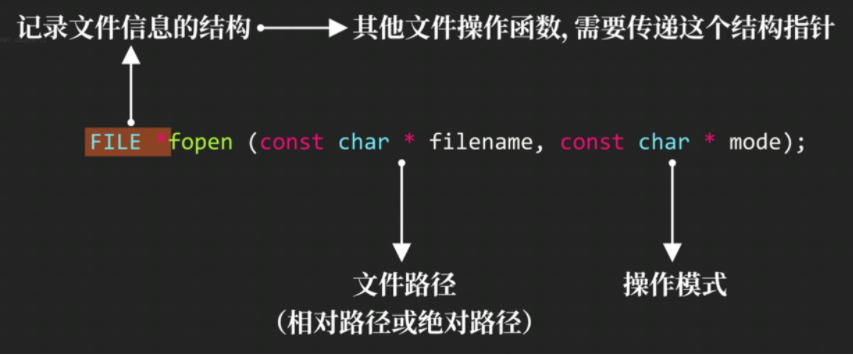 记录文件信息的结构 其他文件操作函数, 需要传递这个结构指针
FILE *fopen (const char * filename, const char * mode);
文件路径 操作模式
(相对路径或绝对路径)